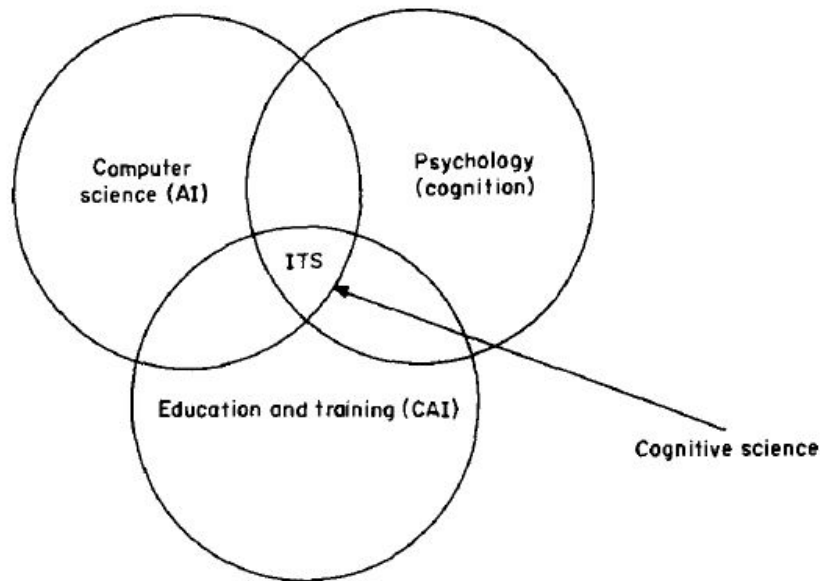 Computer
science (AI)
Psychology
(cognition)
ITS
Education and training (CAI)
Cognitive science